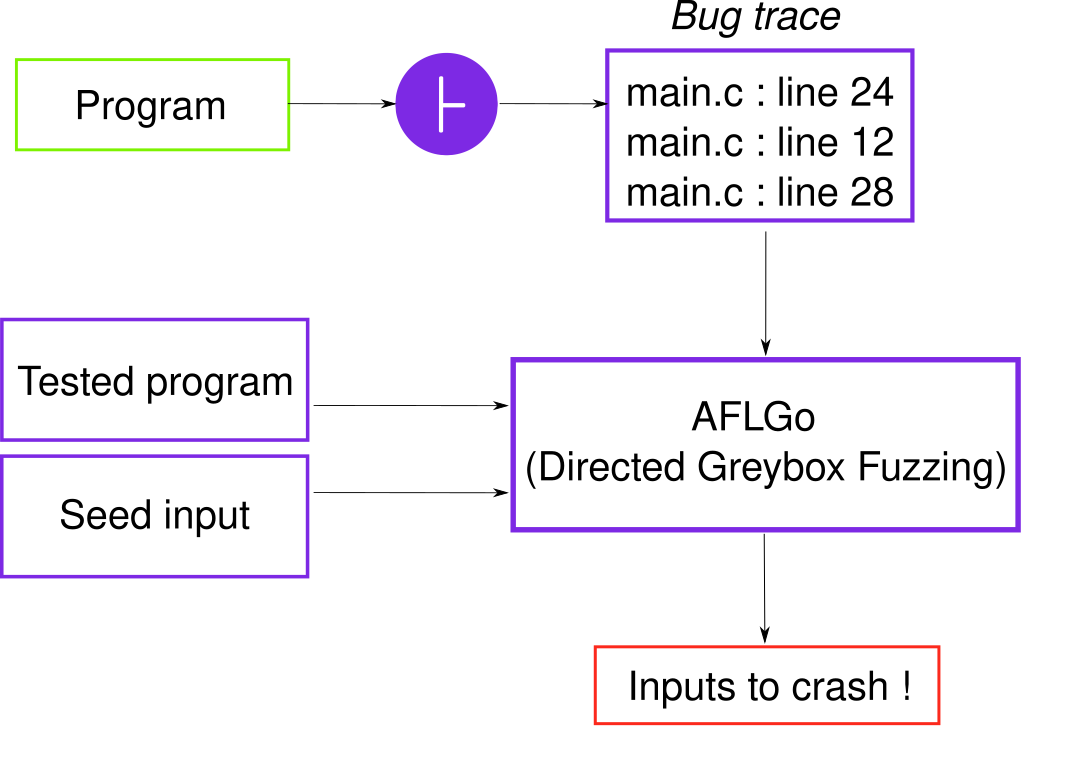 Bug trace
Program
main.c : line 24
main.c : line 12
main.c : line 28
Tested program
Seed input
AFLGo
(Directed Greybox Fuzzing)
Inputs to crash !